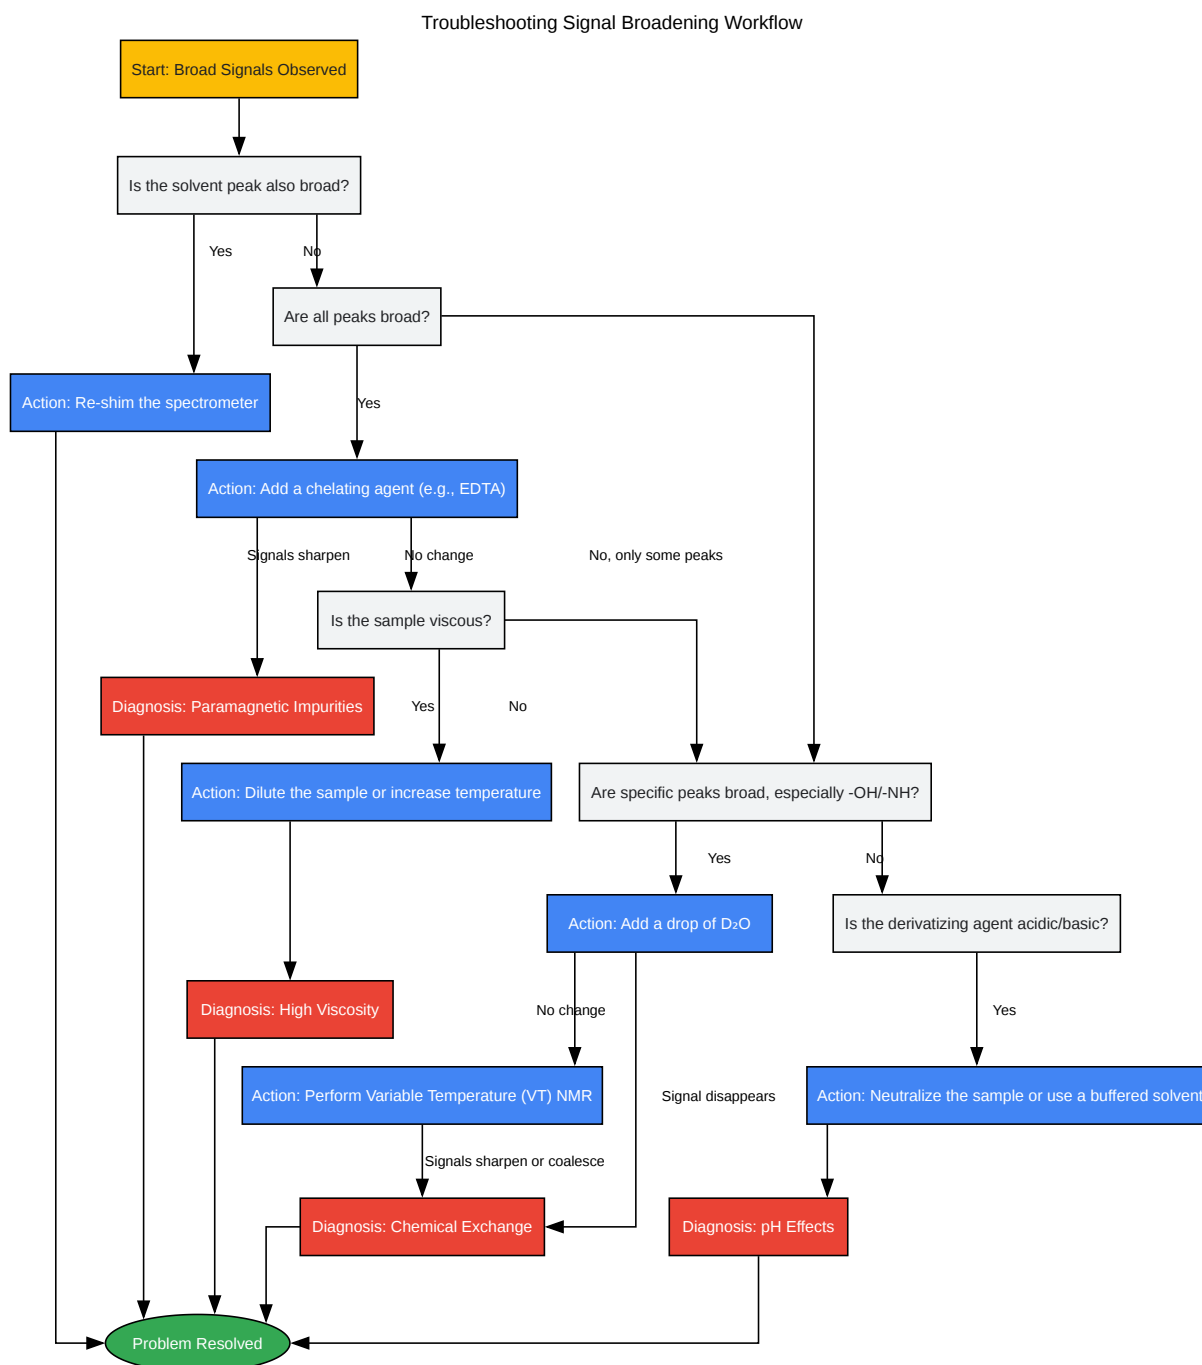 Troubleshooting Signal Broadening Workflow
Start: Broad Signals Observed
Is the solvent peak also broad?
Yes
No
Are all peaks broad?
Action: Re-shim the spectrometer
Yes
Action: Add a chelating agent (e.g., EDTA)
Signals sharpen
No change
No, only some peaks
Is the sample viscous?
Diagnosis: Paramagnetic Impurities
Yes
No
Action: Dilute the sample or increase temperature
Are specific peaks broad, especially -OH/-NH?
Yes
No
Action: Add a drop of D₂O
Is the derivatizing agent acidic/basic?
Diagnosis: High Viscosity
No change
Yes
Action: Perform Variable Temperature (VT) NMR
Signal disappears
Action: Neutralize the sample or use a buffered solvent
Signals sharpen or coalesce
Diagnosis: Chemical Exchange
Diagnosis: pH Effects
Problem Resolved